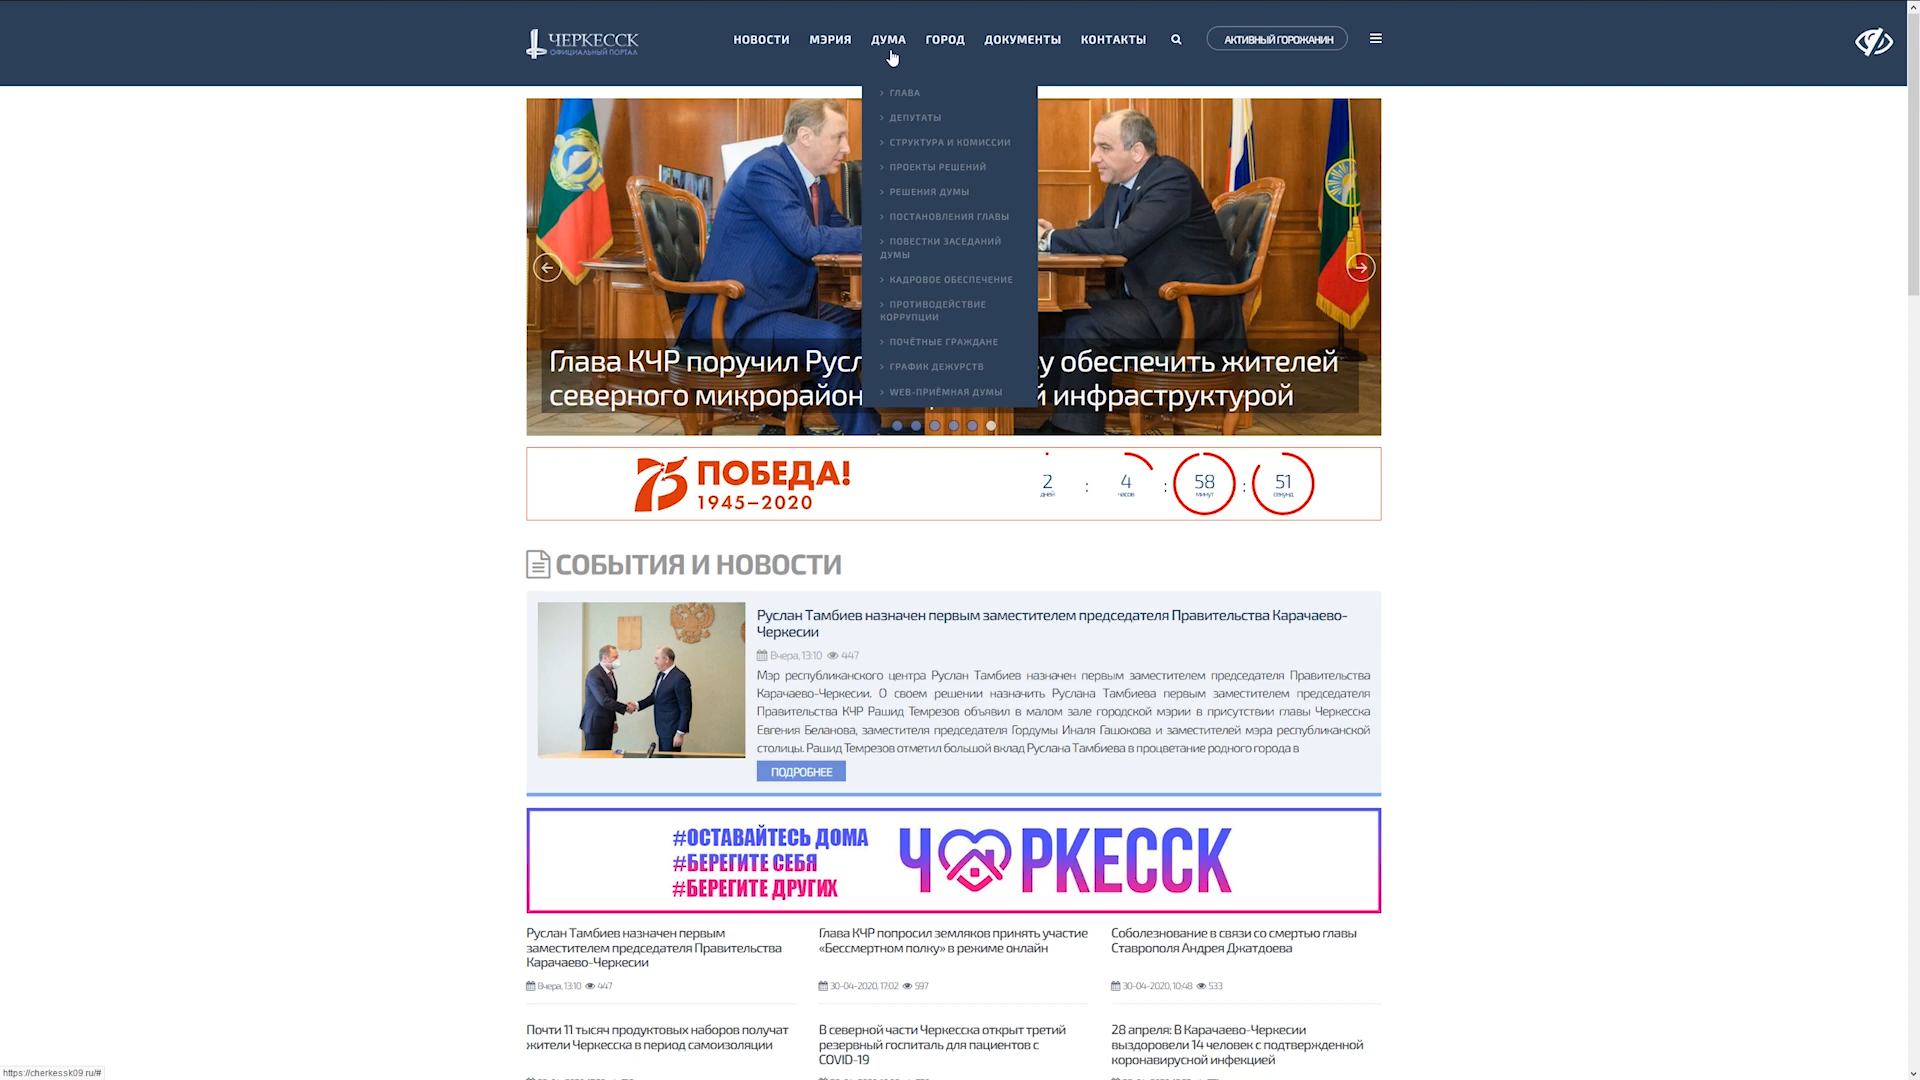 ЧЕРКЕССК
ОФИЦИАЛЬНЫЙ ПОРТАЛ
НОВОСТИ МЭРИЯ ДУМА ГОРОД ДОКУМЕНТЫ КОНТАКТЫ
АКТИВНЫЙ ГОРОЖАНИН
> ГЛАВА
> ДЕПУТАТЫ
> СТРУКТУРА И КОМИССИИ
> ПРОЕКТЫ РЕШЕНИЙ
> РЕШЕНИЯ ДУМЫ
> ПОСТАНОВЛЕНИЯ ГЛАВЫ
> ПОВЕСТКИ ЗАСЕДАНИЙ
ДУМЫ
> КАДРОВОЕ ОБЕСПЕЧЕНИЕ
> ПРОТИВОДЕЙСТВИЕ
КОРРУПЦИИ
> ПОЧЁТНЫЕ ГРАЖДАНЕ
> ГРАФИК ДЕЖУРСТВ
> WEB-ПРИЁМНАЯ ДУМЫ
Глава КЧР поручил Русл у обеспечить жителей
северного микрорайон й инфраструктурой
75 ПОБЕДА!
1945–2020
2 : 4 : 58 : 51
дней часов минут секунд
СОБЫТИЯ И НОВОСТИ
Руслан Тамбиев назначен первым заместителем председателя Правительства Карачаево-
Черкесии
Вчера, 13:10 447
Мэр республиканского центра Руслан Тамбиев назначен первым заместителем председателя Правительства
Карачаево-Черкесии. О своем решении назначить Руслана Тамбиева первым заместителем председателя
Правительства КЧР Рашид Темрезов объявил в малом зале городской мэрии в присутствии главы Черкесска
Евгения Беланова, заместителя председателя Гордумы Иналя Гашокова и заместителей мэра республиканской
столицы. Рашид Темрезов отметил большой вклад Руслана Тамбиева в процветание родного города в
ПОДРОБНЕЕ
#ОСТАВАЙТЕСЬ ДОМА
#БЕРЕГИТЕ СЕБЯ
#БЕРЕГИТЕ ДРУГИХ
Ч РКЕССК
Руслан Тамбиев назначен первым
заместителем председателя Правительства
Карачаево-Черкесии
Вчера, 13:10 447
Глава КЧР попросил земляков принять участие
«Бессмертном полку» в режиме онлайн
30-04-2020, 17:02 597
Соболезнование в связи со смертью главы
Ставрополя Андрея Джатдоева
30-04-2020, 10:48 533
Почти 11 тысяч продуктовых наборов получат
жители Черкесска в период самоизоляции
В северной части Черкесска открыт третий
резервный госпиталь для пациентов с
COVID-19
28 апреля: В Карачаево-Черкесии
выздоровели 14 человек с подтвержденной
коронавирусной инфекцией
https://cherkessk09.ru/#